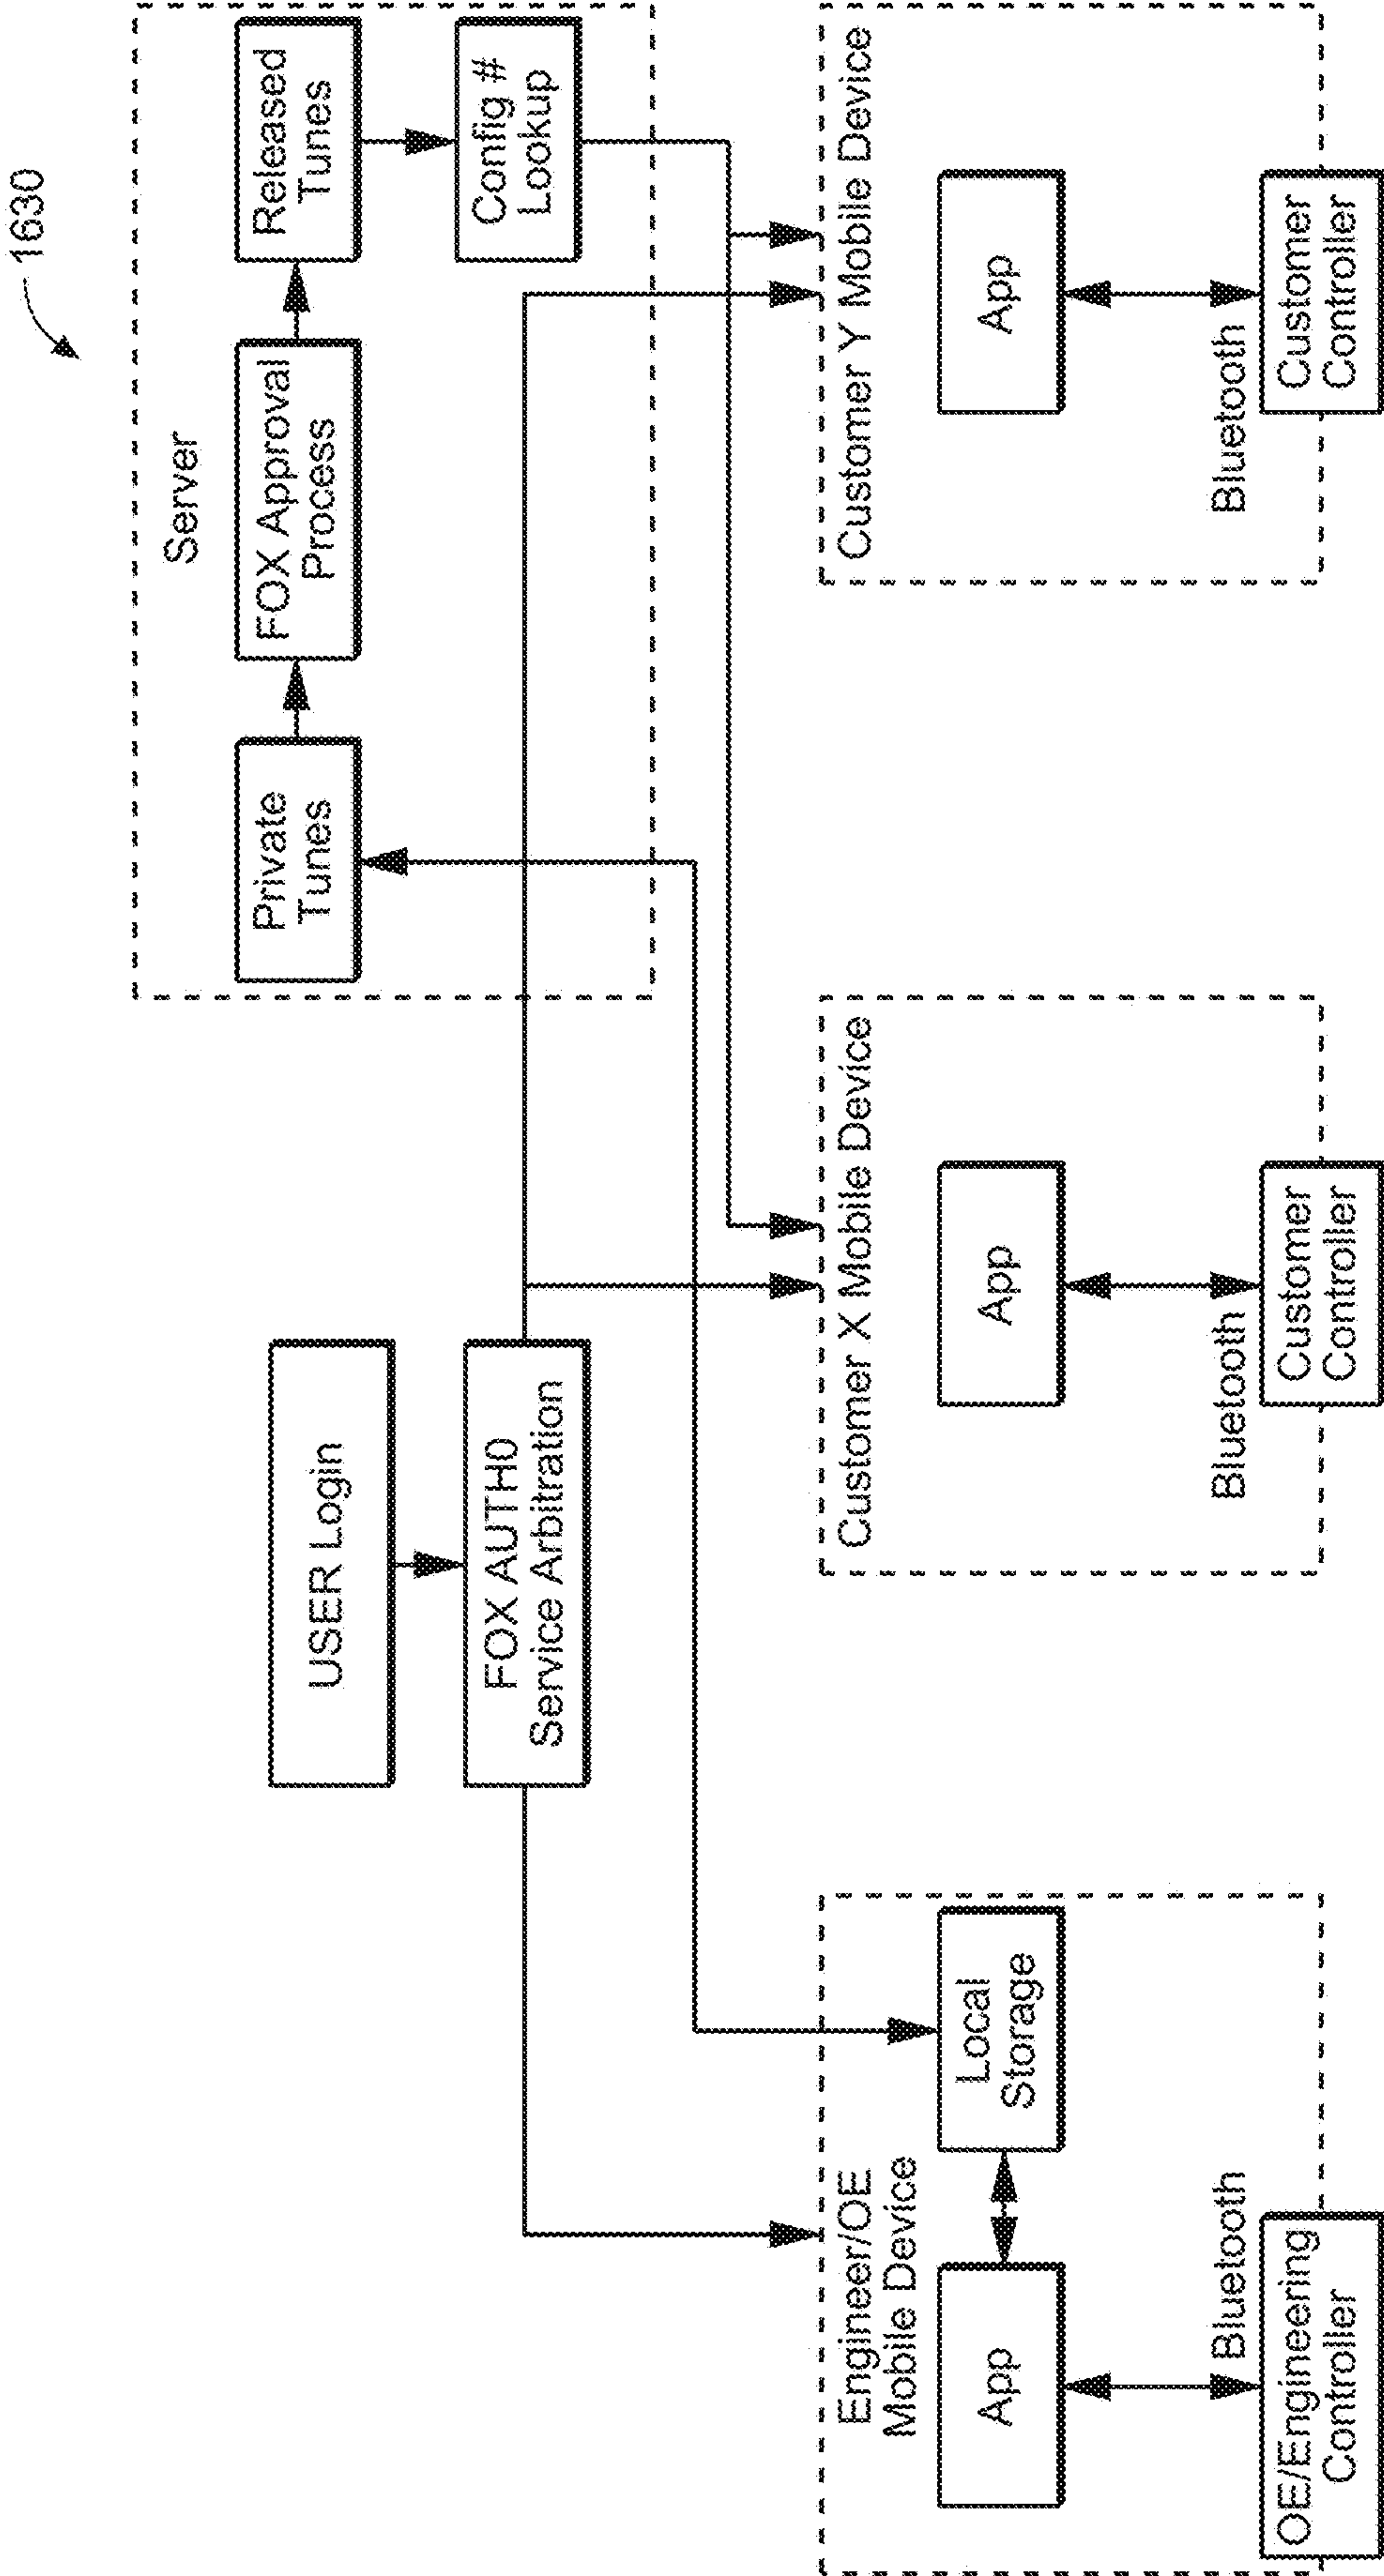 1630
Server
Private
Tunes
FOX Approval
Process
Released
Tunes
Config #
Lookup
USER Login
FOX AUTH0
Service Arbitration
Engineer/OE
Mobile Device
App
Local
Storage
Bluetooth
OE/Engineering
Controller
Customer X Mobile Device
App
Bluetooth
Customer
Controller
Customer Y Mobile Device
App
Bluetooth
Customer
Controller